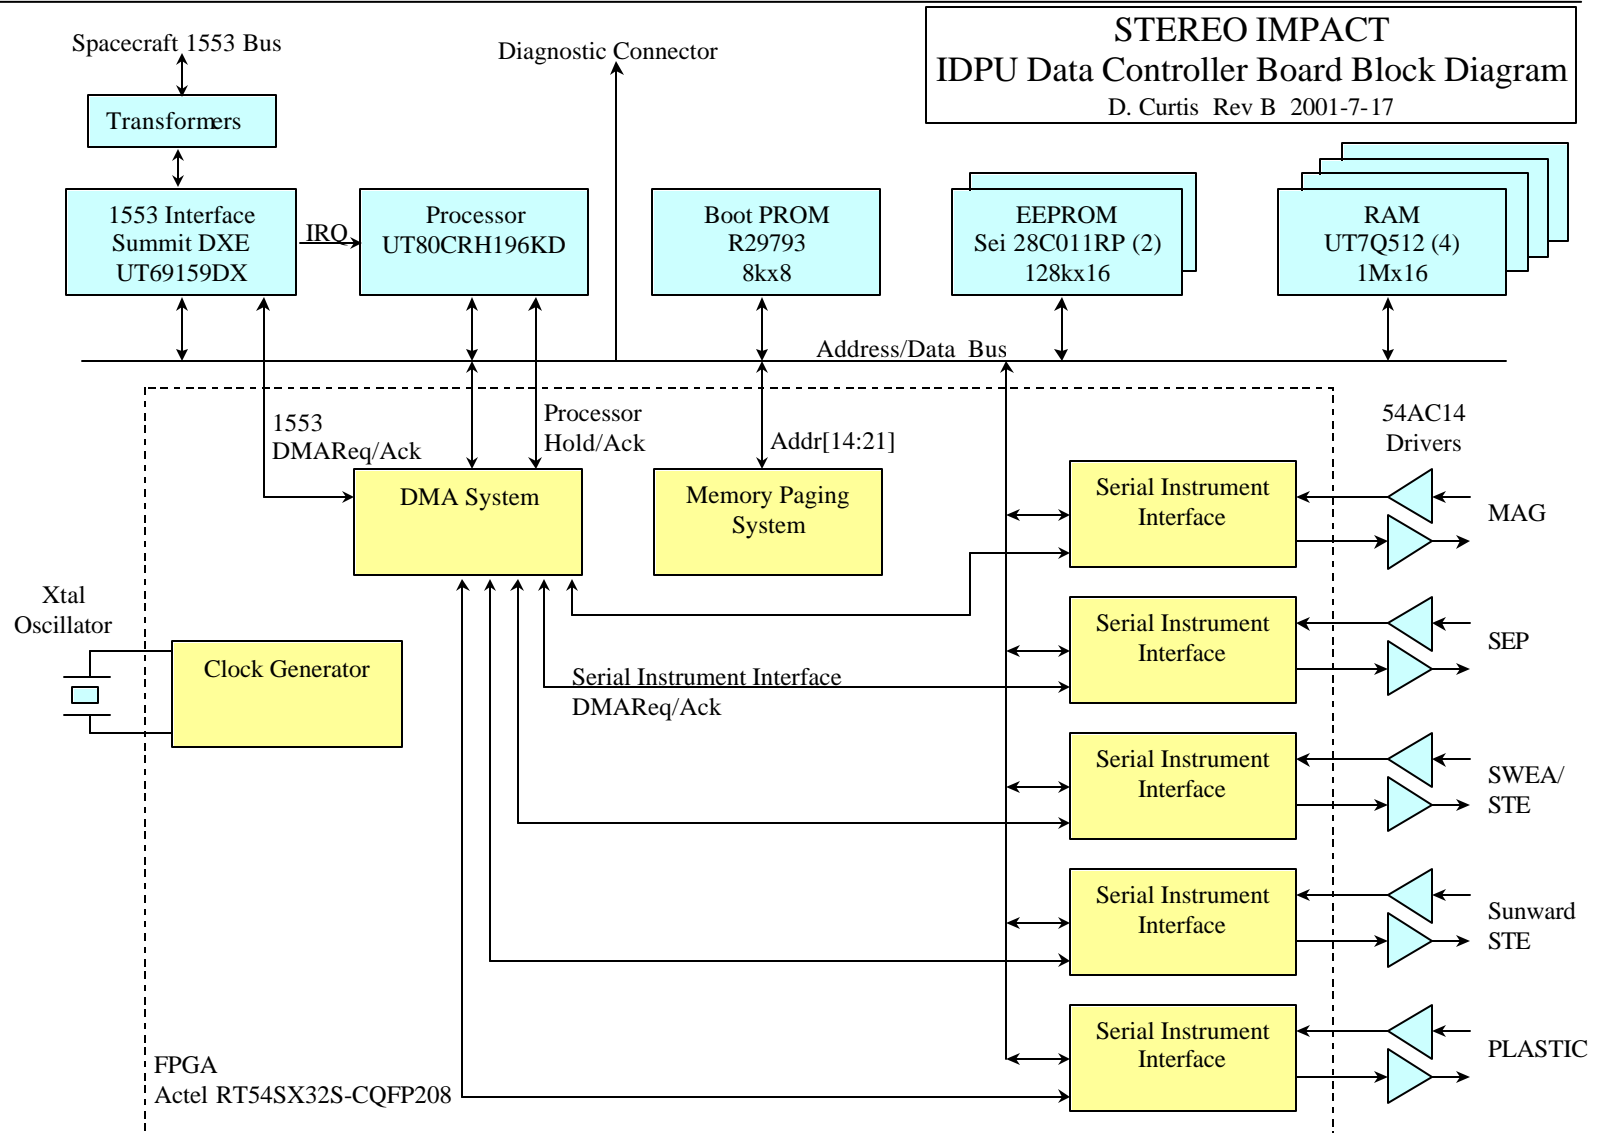 STEREO IMPACT
IDPU Data Controller Board Block Diagram
D. Curtis Rev B 2001-7-17
Spacecraft 1553 Bus
Diagnostic Connector
Transformers
1553 Interface
Summit DXE
UT69159DX
IRQ
Processor
UT80CRH196KD
Boot PROM
R29793
8kx8
EEPROM
Sei 28C011RP (2)
128kx16
RAM
UT7Q512 (4)
1Mx16
Address/Data Bus
1553
DMAReq/Ack
Processor
Hold/Ack
Addr[14:21]
54AC14
Drivers
DMA System
Memory Paging
System
Serial Instrument
Interface
MAG
Xtal
Oscillator
Clock Generator
Serial Instrument
Interface
SEP
Serial Instrument Interface
DMAReq/Ack
Serial Instrument
Interface
SWEA/
STE
Serial Instrument
Interface
Sunward
STE
Serial Instrument
Interface
PLASTIC
FPGA
Actel RT54SX32S-CQFP208